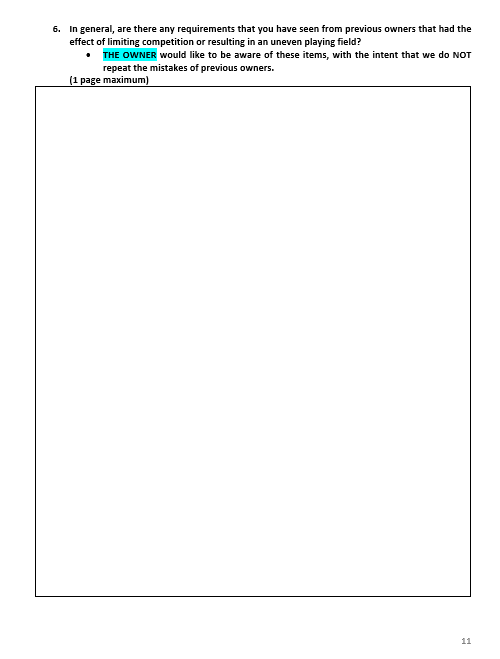 6. In general, are there any requirements that you have seen from previous owners that had the
effect of limiting competition or resulting in an uneven playing field?
• THE OWNER would like to be aware of these items, with the intent that we do NOT
repeat the mistakes of previous owners.
(1 page maximum)
11